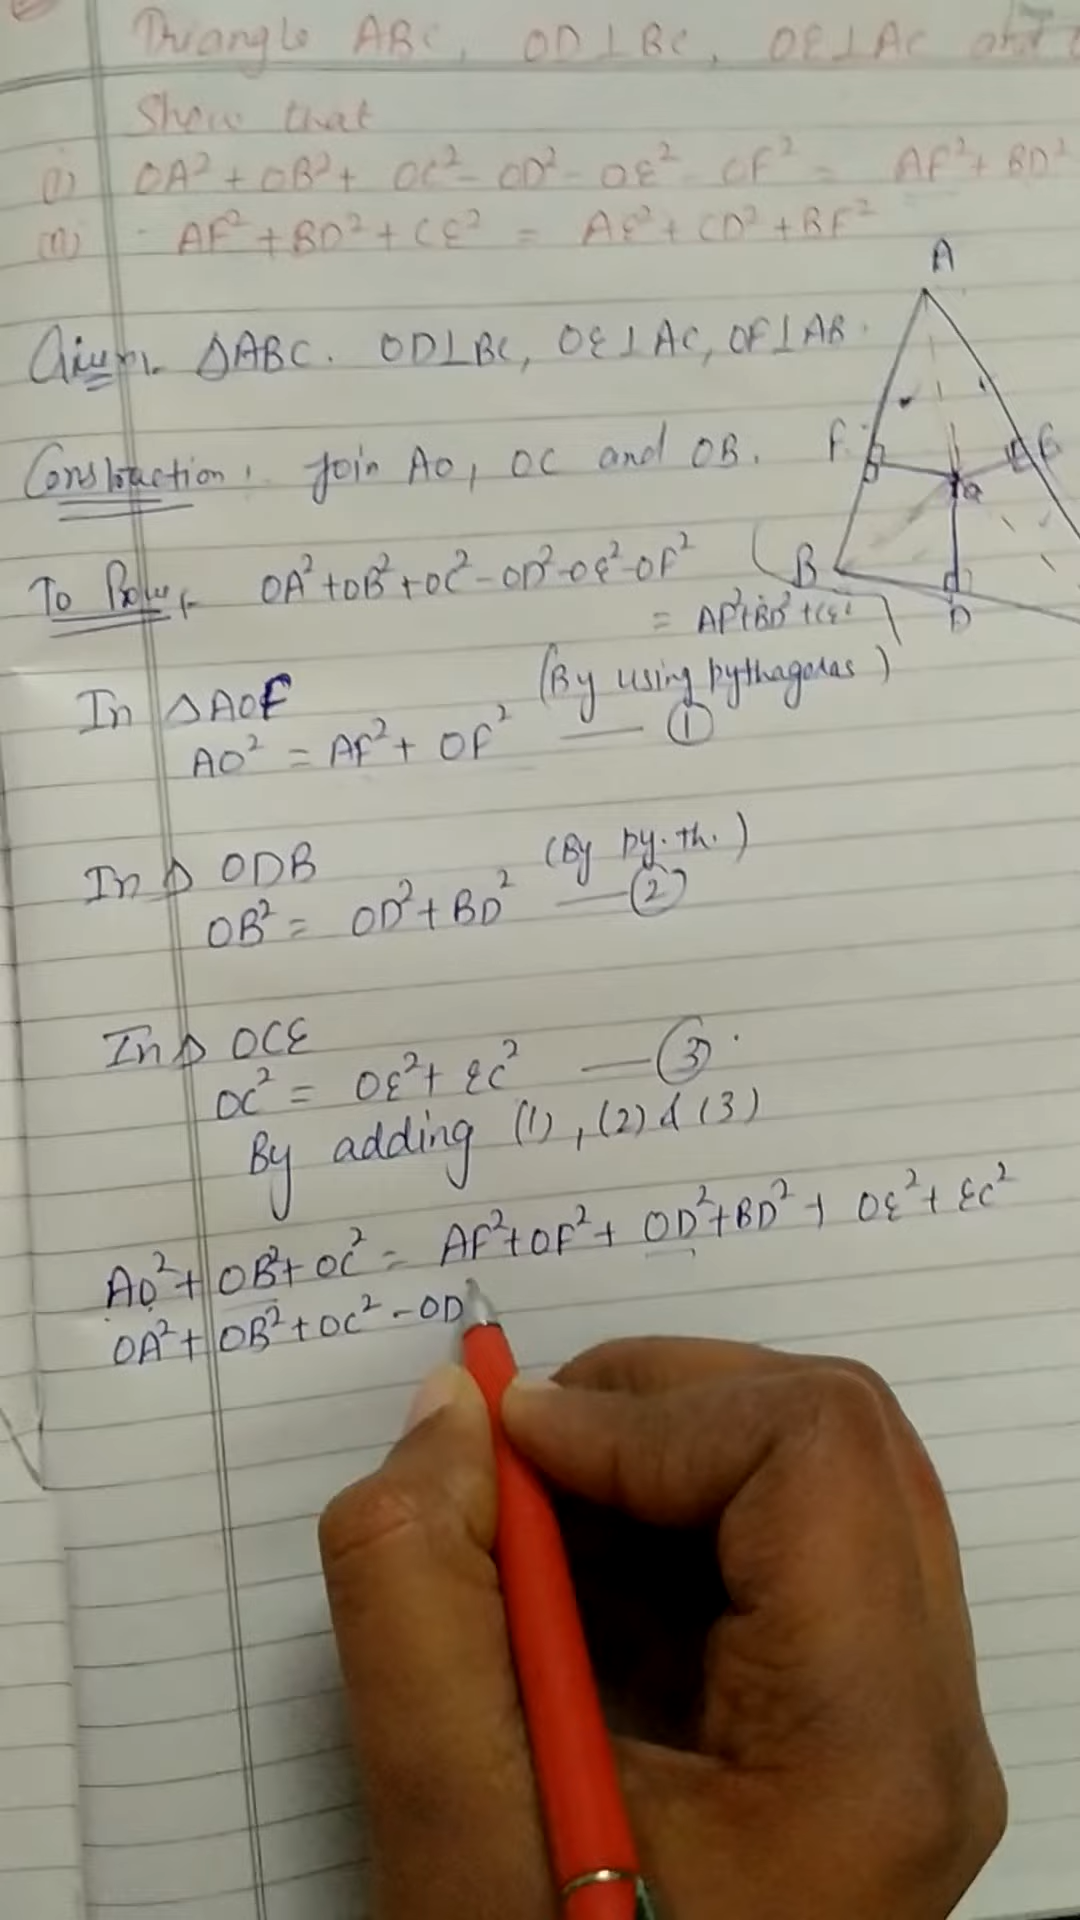 Triangle ABC, OD⊥BC, OE⊥AC and
Show that
(i) OA² + OB² + OC² - OD² - OE² - OF² = AF² + BD²
(ii) AF² + BD² + CE² = AE² + CD² + BF²
A
Given. △ABC. OD⊥BC, OE⊥AC, OF⊥AB.
F
E
Construction: Join AO, OC and OB.
B
D
To Prove OA² + OB² + OC² - OD² - OE² - OF²
= AF² + BD² + CE²
In △AOF (By using pythagoras)
AO² = AF² + OF² — ①
In △ ODB (By py. th.)
OB² = OD² + BD² — ②
In △ OCE
OC² = OE² + EC² — ③
By adding (1), (2) & (3)
AO² + OB² + OC² = AF² + OF² + OD² + BD² + OE² + EC²
OA² + OB² + OC² - OD